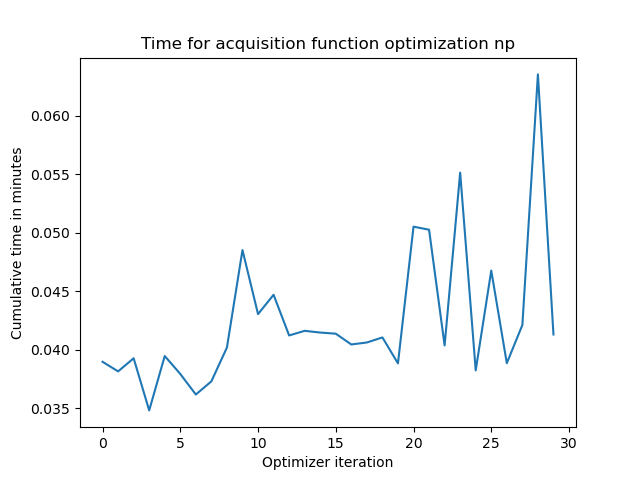 Time for acquisition function optimization np
0.060
0.055
0.050
0.045
0.040
0.035
Cumulative time in minutes
0 5 10 15 20 25 30
Optimizer iteration